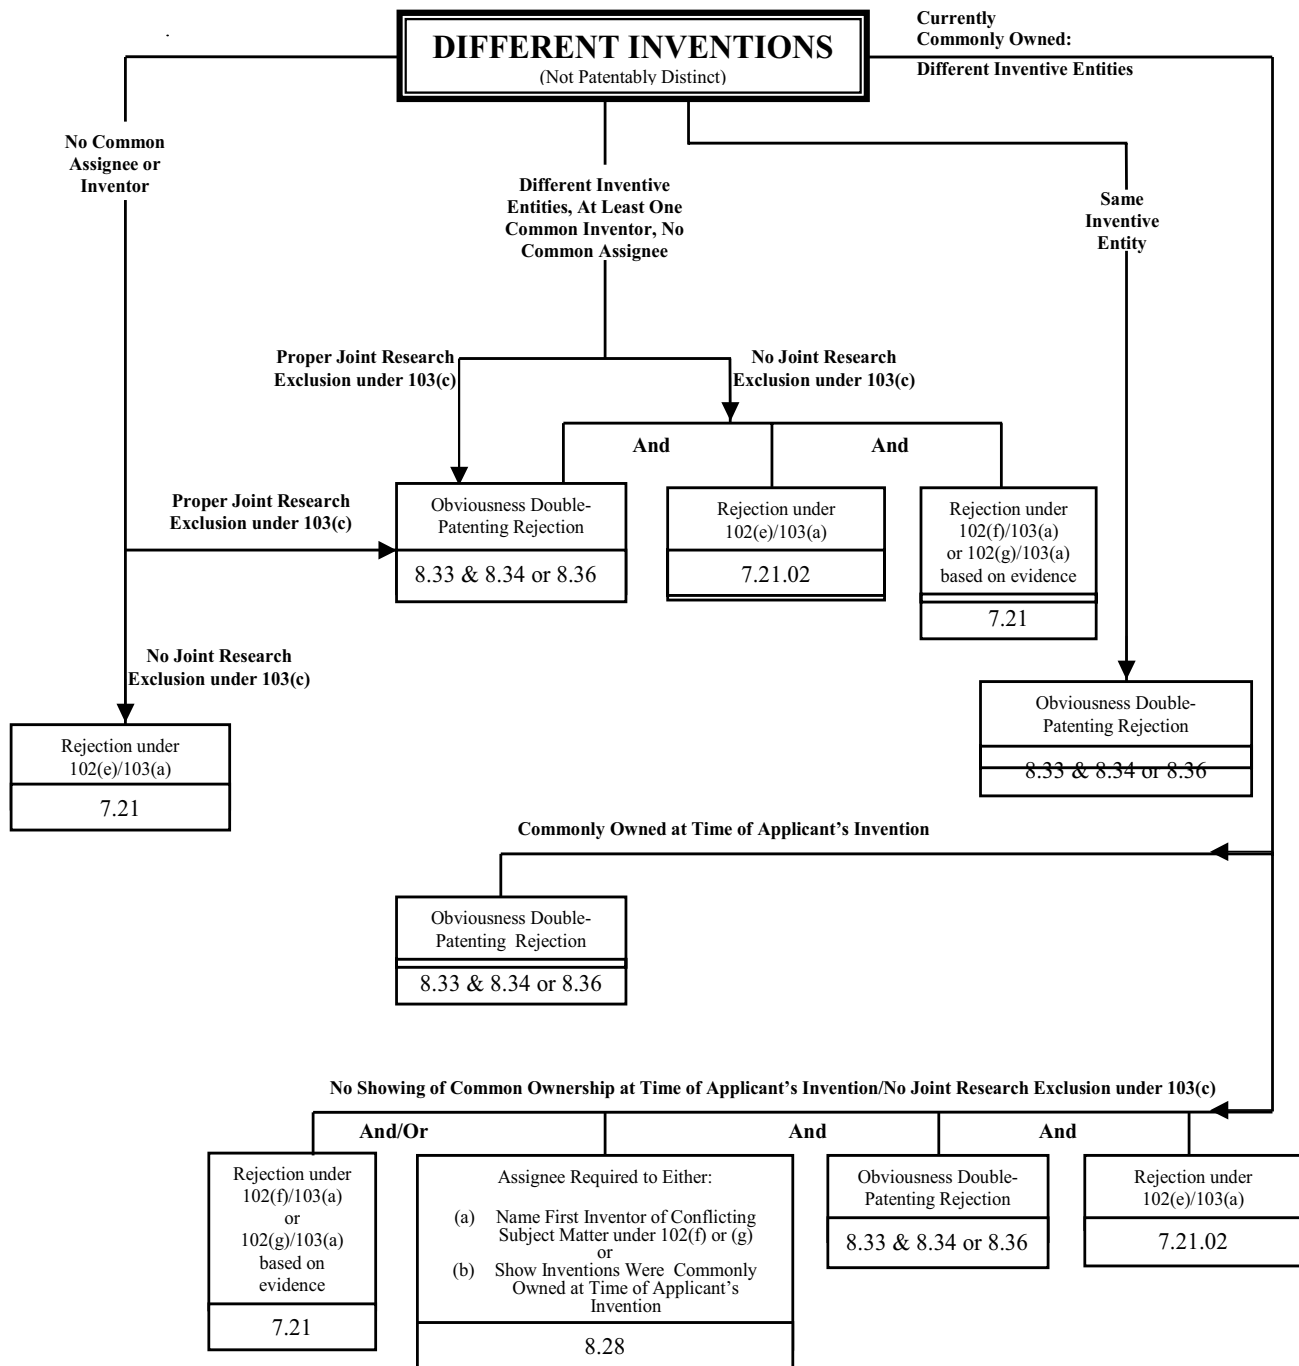 DIFFERENT INVENTIONS
(Not Patentably Distinct)
Currently
Commonly Owned:
Different Inventive Entities
No Common
Assignee or
Inventor
Different Inventive
Entities, At Least One
Common Inventor, No
Common Assignee
Same
Inventive
Entity
Proper Joint Research
Exclusion under 103(c)
No Joint Research
Exclusion under 103(c)
And
And
Proper Joint Research
Exclusion under 103(c)
Obviousness Double-
Patenting Rejection
8.33 & 8.34 or 8.36
Rejection under
102(e)/103(a)
7.21.02
Rejection under
102(f)/103(a)
or 102(g)/103(a)
based on evidence
7.21
No Joint Research
Exclusion under 103(c)
Rejection under
102(e)/103(a)
7.21
Obviousness Double-
Patenting Rejection
8.33 & 8.34 or 8.36
Commonly Owned at Time of Applicant’s Invention
Obviousness Double-
Patenting Rejection
8.33 & 8.34 or 8.36
No Showing of Common Ownership at Time of Applicant’s Invention/No Joint Research Exclusion under 103(c)
And/Or
And
And
Rejection under
102(f)/103(a)
or
102(g)/103(a)
based on
evidence
7.21
Assignee Required to Either:
(a) Name First Inventor of Conflicting
Subject Matter under 102(f) or (g)
or
(b) Show Inventions Were Commonly
Owned at Time of Applicant’s
Invention
8.28
Obviousness Double-
Patenting Rejection
8.33 & 8.34 or 8.36
Rejection under
102(e)/103(a)
7.21.02